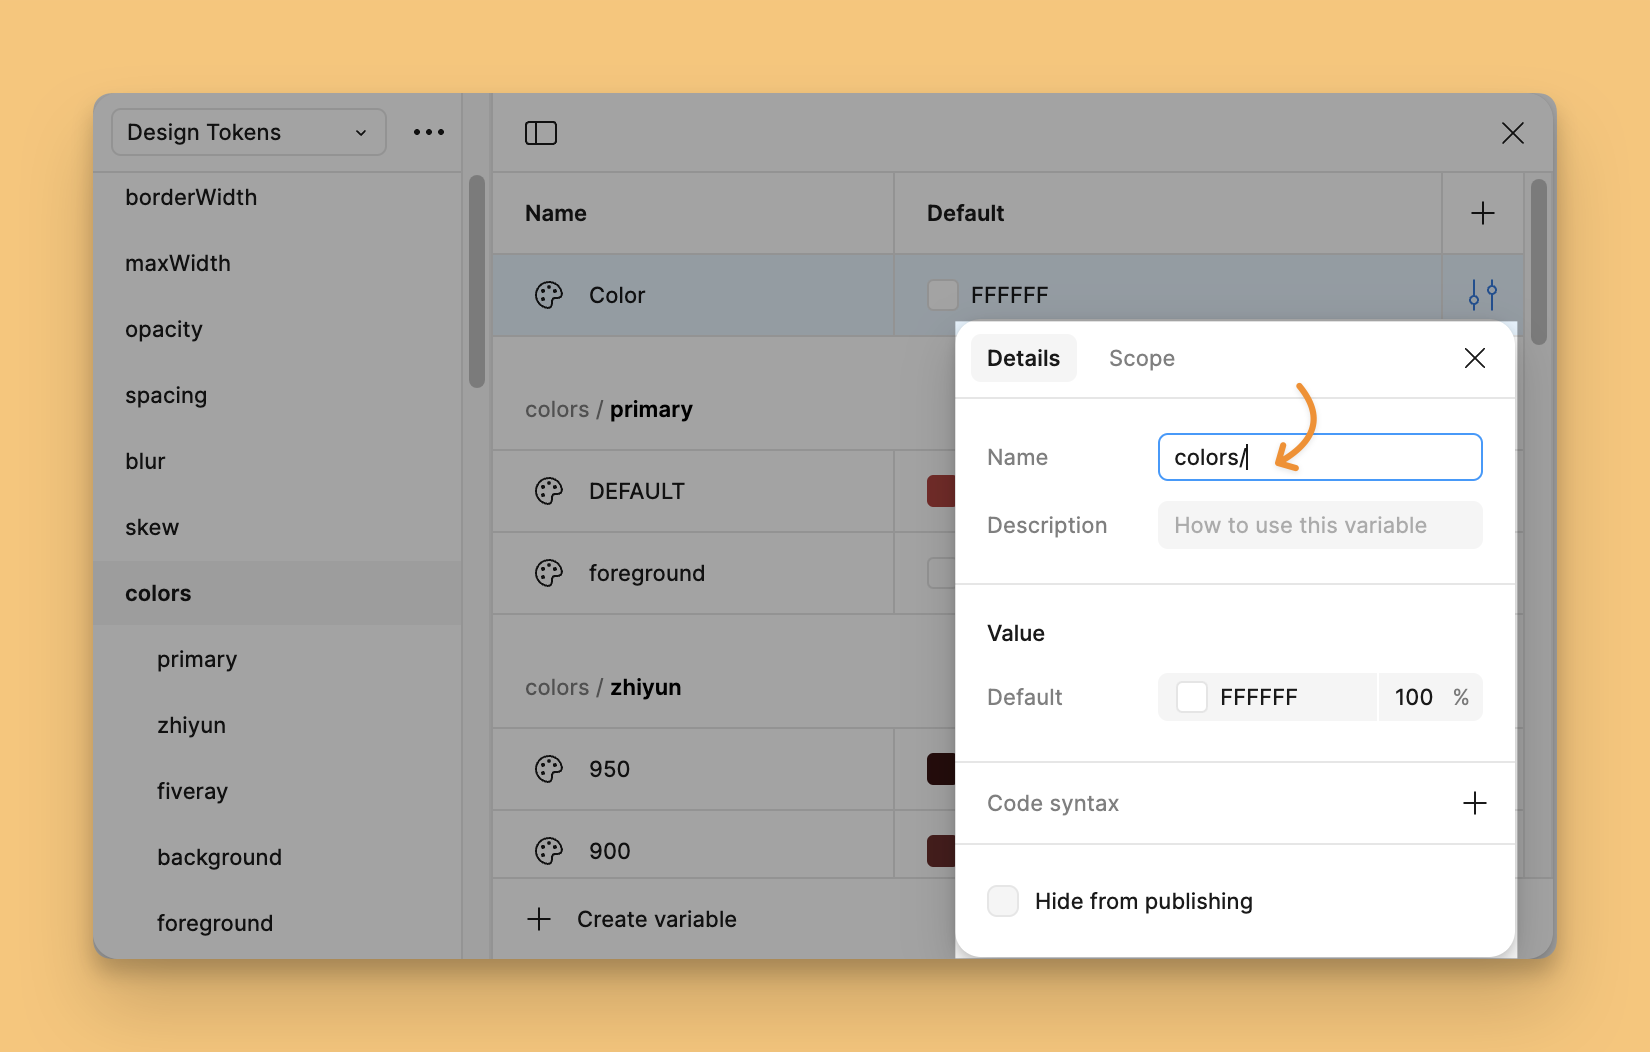 Design Tokens
borderWidth
maxWidth
opacity
spacing
blur
skew
colors
primary
zhiyun
fiveray
background
foreground
Name
Default
Color
FFFFFF
colors / primary
DEFAULT
foreground
colors / zhiyun
950
900
Create variable
Details
Scope
Name
colors/
Description
How to use this variable
Value
Default
FFFFFF
100 %
Code syntax
Hide from publishing